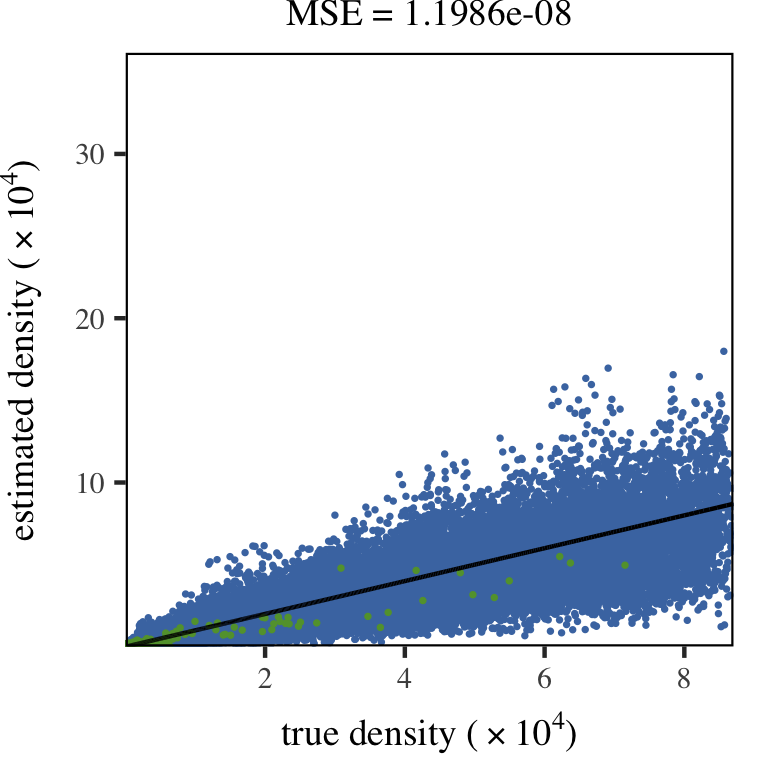 MSE = 1.1986e-08
estimated density ( × 10⁴)
30
20
10
2 4 6 8
true density ( × 10⁴)